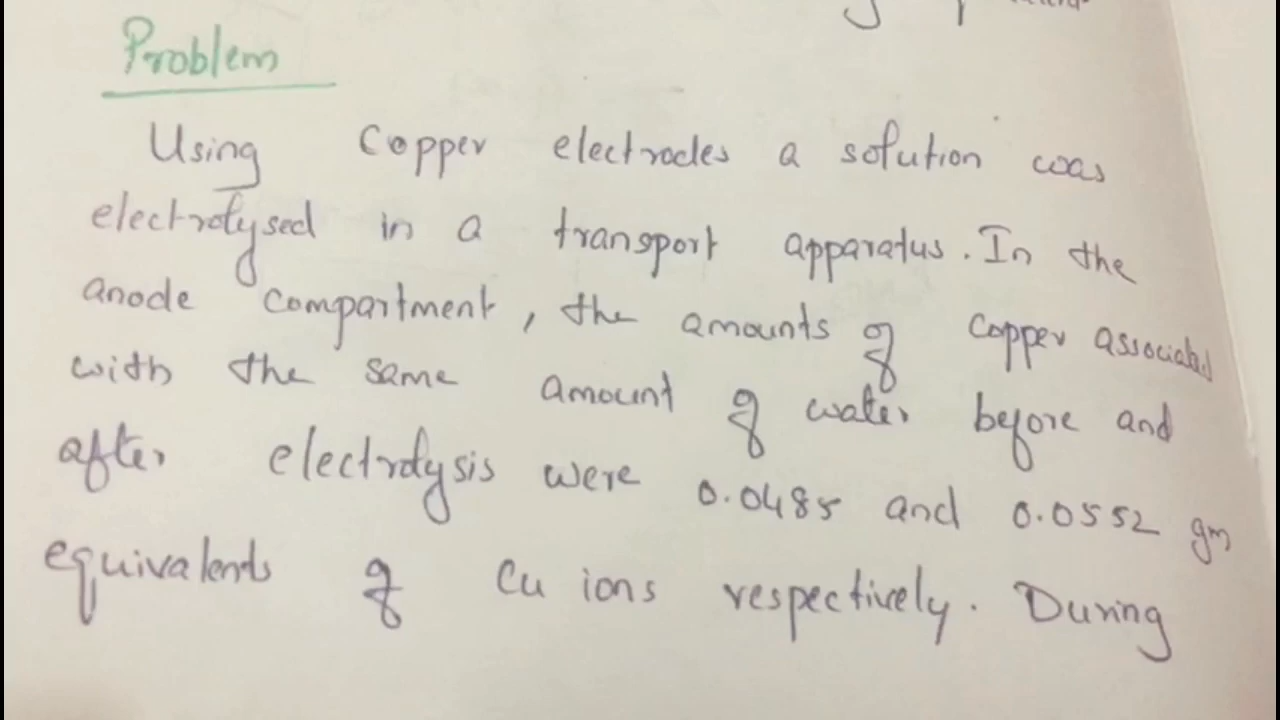 Problem
Using Copper electrodes a solution was
electrolysed in a transport apparatus. In the
anode compartment, the amounts of copper associated
with the same amount of water before and
after electrolysis were 0.0485 and 0.0552 gm
equivalents of Cu ions respectively. During